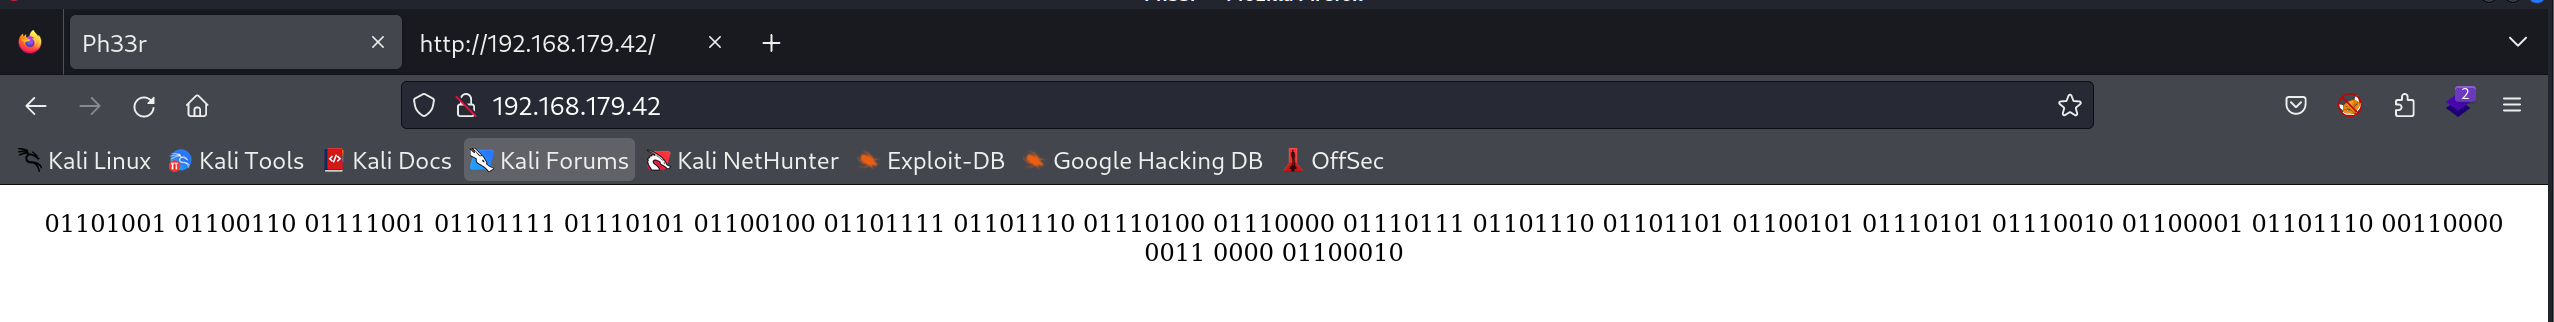 Ph33r
http://192.168.179.42/
192.168.179.42
2
Kali Linux Kali Tools Kali Docs Kali Forums Kali NetHunter Exploit-DB Google Hacking DB OffSec
01101001 01100110 01111001 01101111 01110101 01100100 01101111 01101110 01110100 01110000 01110111 01101110 01101101 01100101 01110101 01110010 01100001 01101110 00110000
0011 0000 01100010